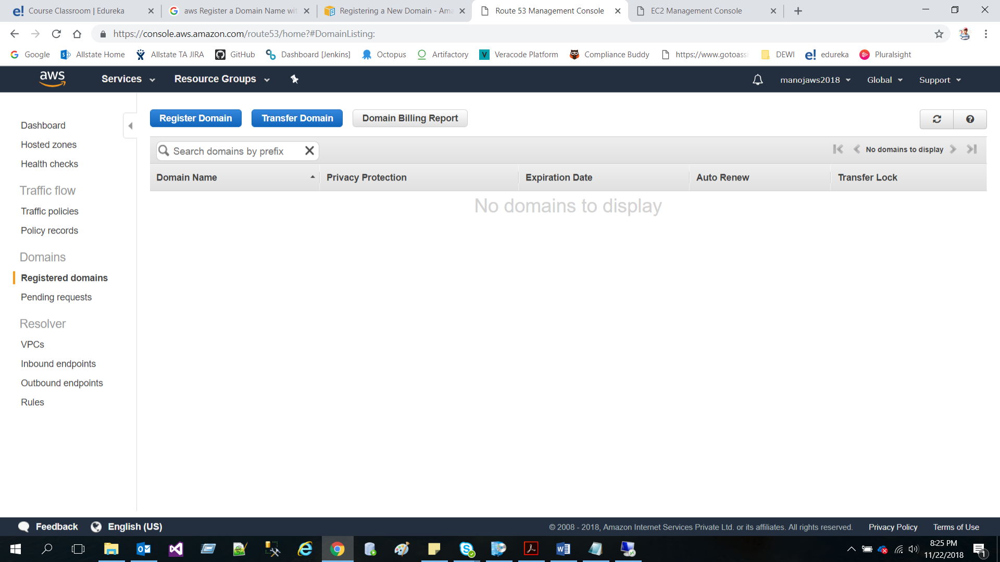 e! Course Classroom | Edureka
aws Register a Domain Name wit
Registering a New Domain - Ama
Route 53 Management Console
EC2 Management Console
https://console.aws.amazon.com/route53/home?#DomainListing:
Google
Allstate Home
Allstate TA JIRA
GitHub
Dashboard [Jenkins]
Octopus
Artifactory
V Veracode Platform
Compliance Buddy
https://www.gotoassi
DEWI
e! edureka
Pluralsight
aws
Services
Resource Groups
manojaws2018
Global
Support
Dashboard
Hosted zones
Health checks
Traffic flow
Traffic policies
Policy records
Domains
Registered domains
Pending requests
Resolver
VPCs
Inbound endpoints
Outbound endpoints
Rules
Register Domain
Transfer Domain
Domain Billing Report
Search domains by prefix
No domains to display
Domain Name
Privacy Protection
Expiration Date
Auto Renew
Transfer Lock
No domains to display
Feedback
English (US)
© 2008 - 2018, Amazon Internet Services Private Ltd. or its affiliates. All rights reserved.
Privacy Policy
Terms of Use
8:25 PM
11/22/2018
1